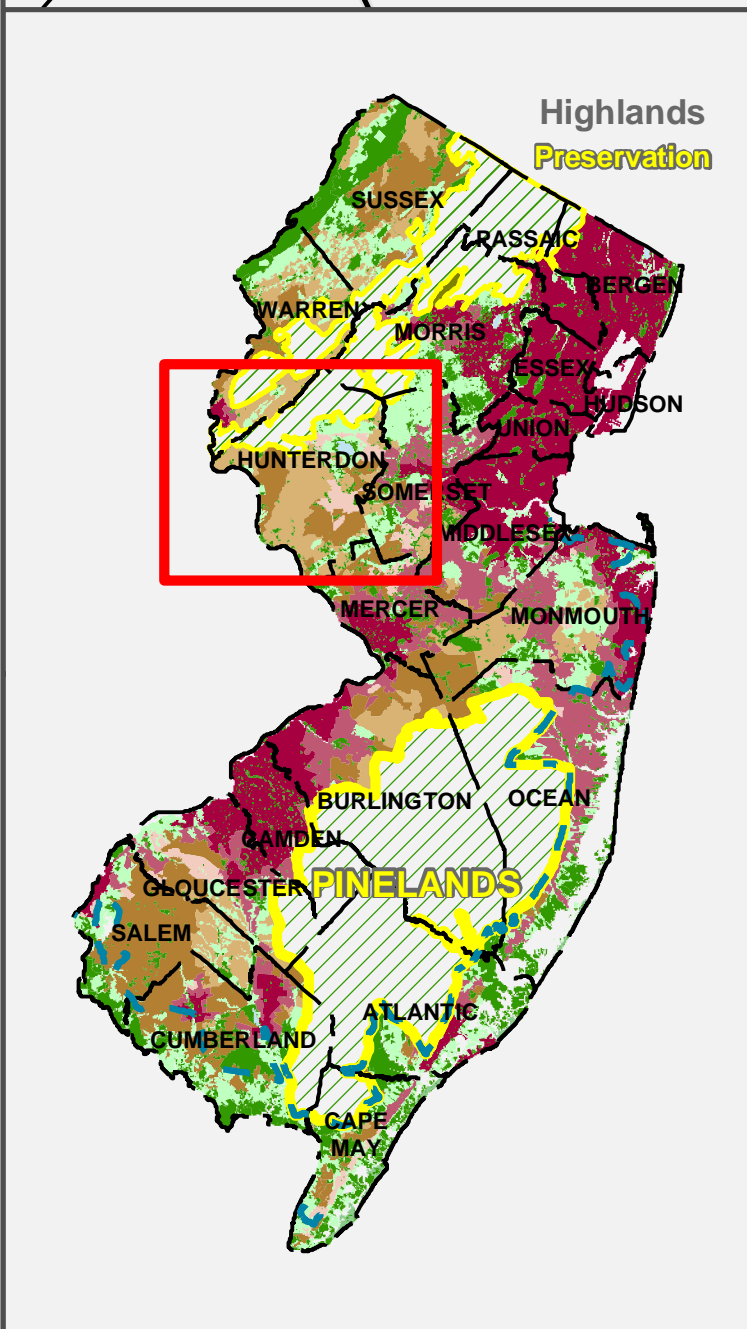 Highlands
Preservation
SUSSEX
PASSAIC
BERGEN
WARREN
MORRIS
ESSEX
HUDSON
UNION
HUNTERDON
SOMERSET
MIDDLESEX
MERCER
MONMOUTH
BURLINGTON
OCEAN
CAMDEN
GLOUCESTER
PINELANDS
SALEM
ATLANTIC
CUMBERLAND
CAPE
MAY